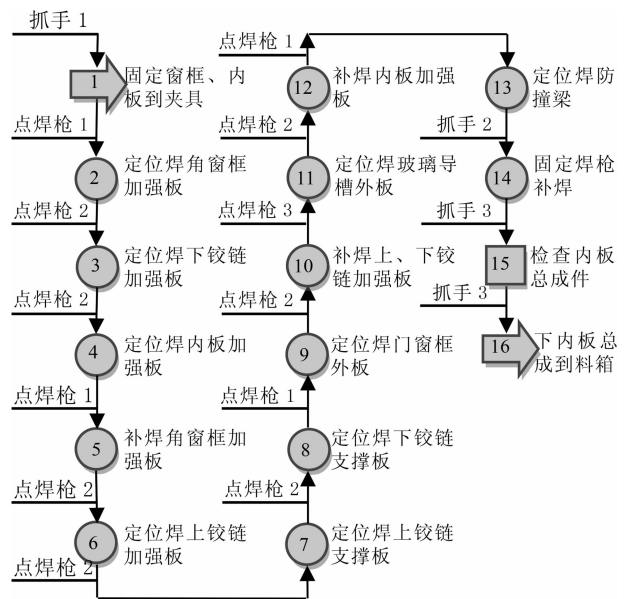 抓手 1
1
固定窗框、内
板到夹具
点焊枪 1
2
定位焊角窗框
加强板
点焊枪 2
3
定位焊下铰链
加强板
点焊枪 2
4
定位焊内板加
强板
点焊枪 1
5
补焊角窗框加
强板
点焊枪 2
6
定位焊上铰链
加强板
点焊枪 2
7
定位焊上铰链
支撑板
点焊枪 2
8
定位焊下铰链
支撑板
点焊枪 1
9
定位焊门窗框
外板
点焊枪 2
10
补焊上、下铰
链加强板
点焊枪 3
11
定位焊玻璃导
槽外板
点焊枪 2
12
补焊内板加强
板
点焊枪 1
13
定位焊防
撞梁
抓手 2
14
固定焊枪
补焊
抓手 3
15
检查内板
总成件
抓手 3
16
下内板总
成到料箱